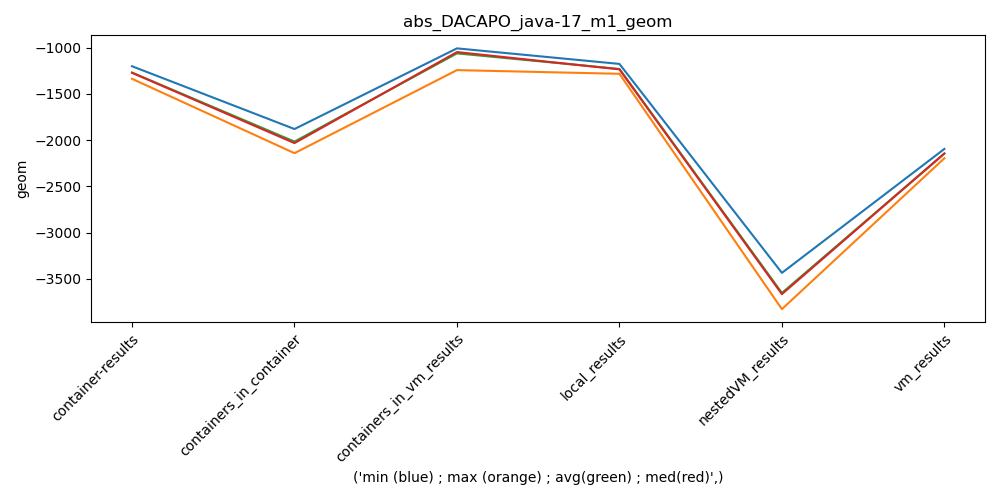 abs_DACAPO_java-17_m1_geom
−1000
−1500
−2000
−2500
−3000
−3500
geom
container-results
containers_in_container
containers_in_vm_results
local_results
nestedVM_results
vm_results
('min (blue) ; max (orange) ; avg(green) ; med(red)',)